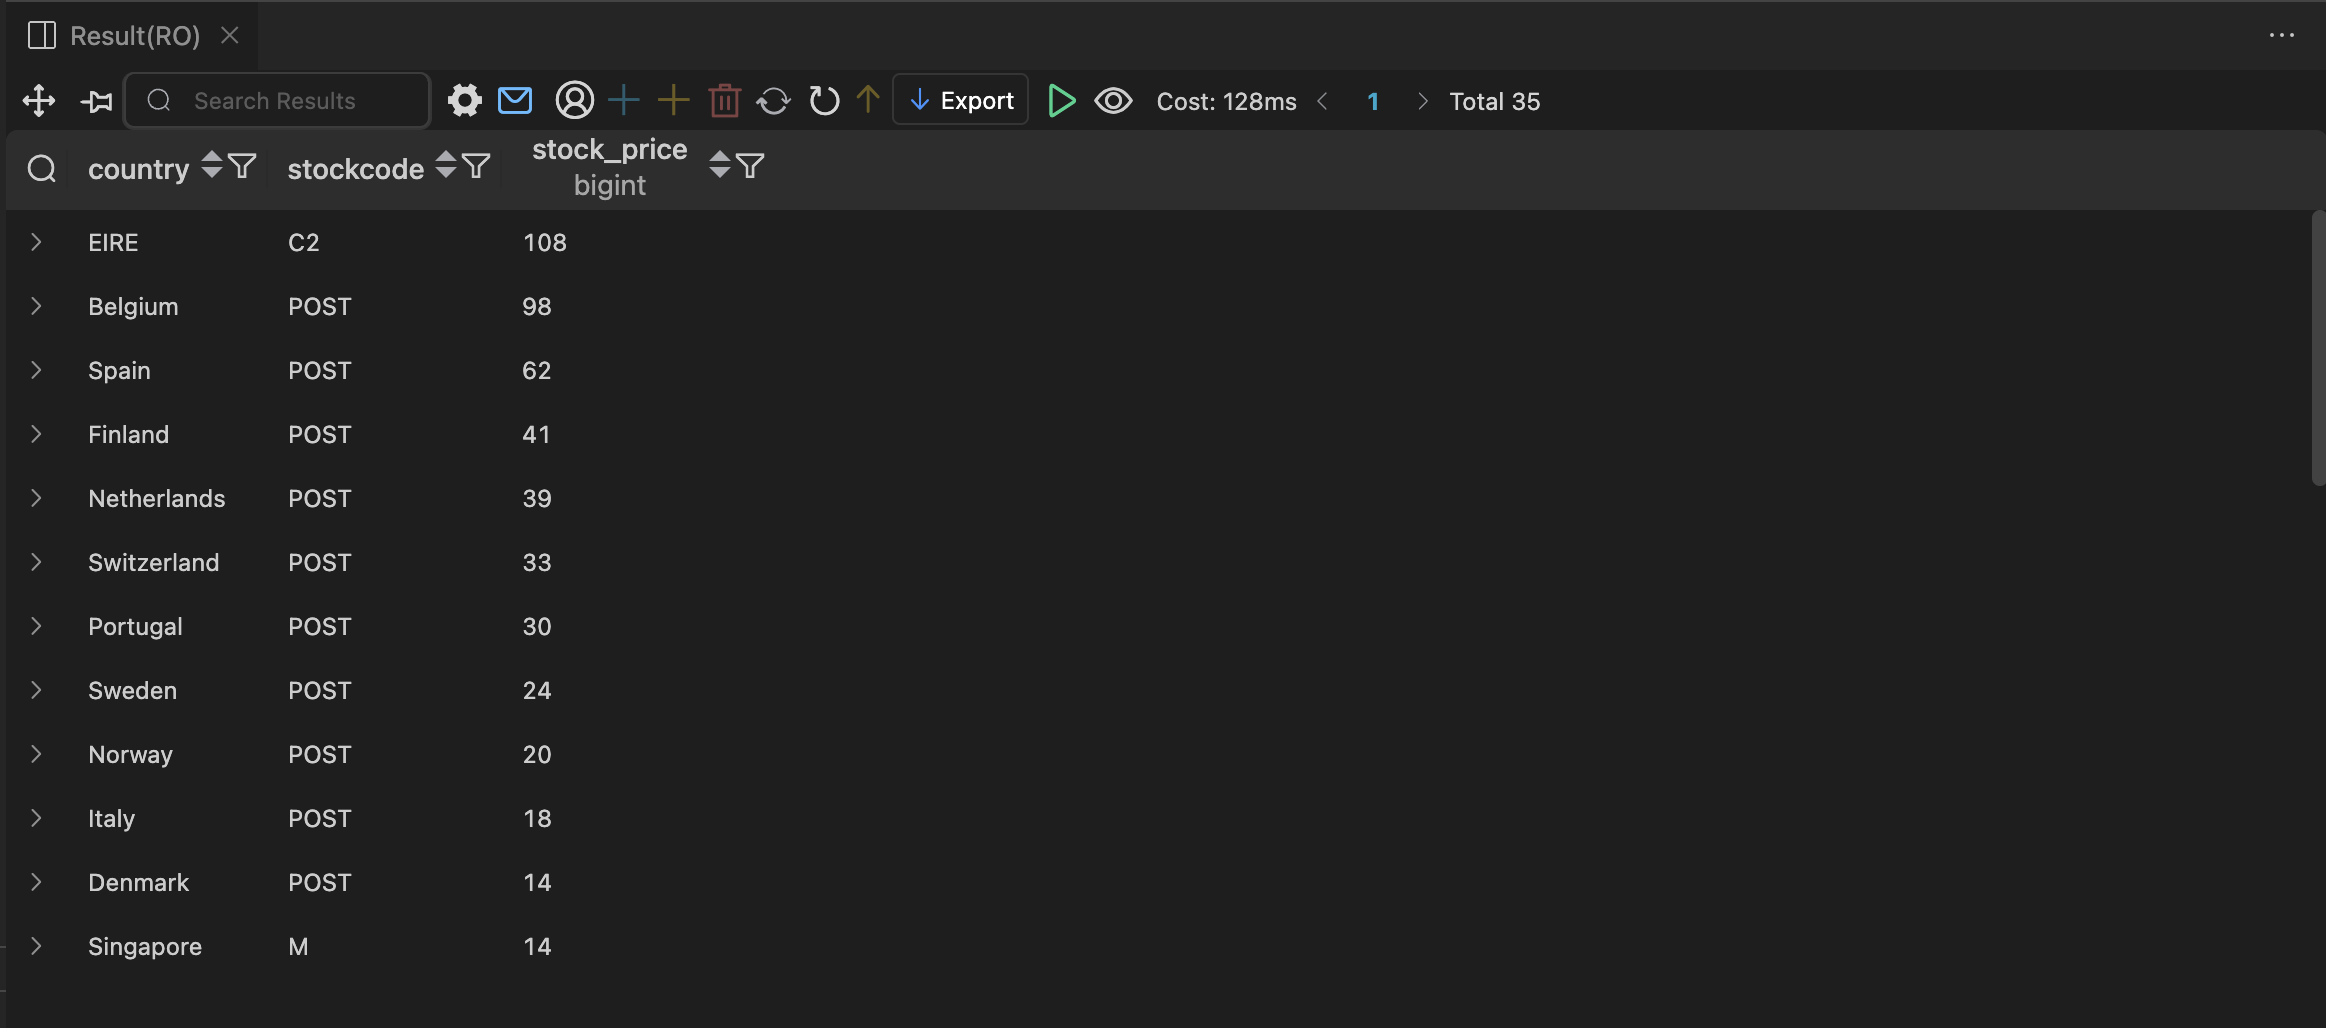 Result(RO)
Search Results Export Cost: 128ms 1 Total 35
country stockcode stock_price
bigint
EIRE C2 108
Belgium POST 98
Spain POST 62
Finland POST 41
Netherlands POST 39
Switzerland POST 33
Portugal POST 30
Sweden POST 24
Norway POST 20
Italy POST 18
Denmark POST 14
Singapore M 14